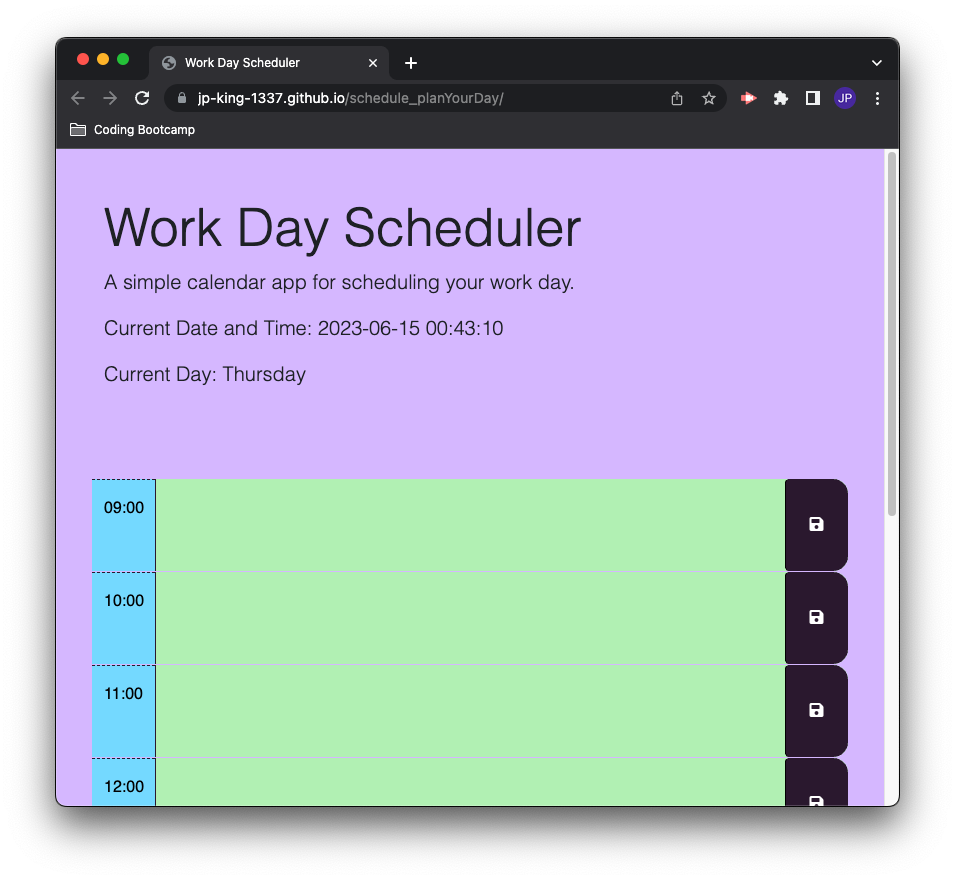 Work Day Scheduler
jp-king-1337.github.io/schedule_planYourDay/
JP
Coding Bootcamp
Work Day Scheduler
A simple calendar app for scheduling your work day.
Current Date and Time: 2023-06-15 00:43:10
Current Day: Thursday
09:00
10:00
11:00
12:00